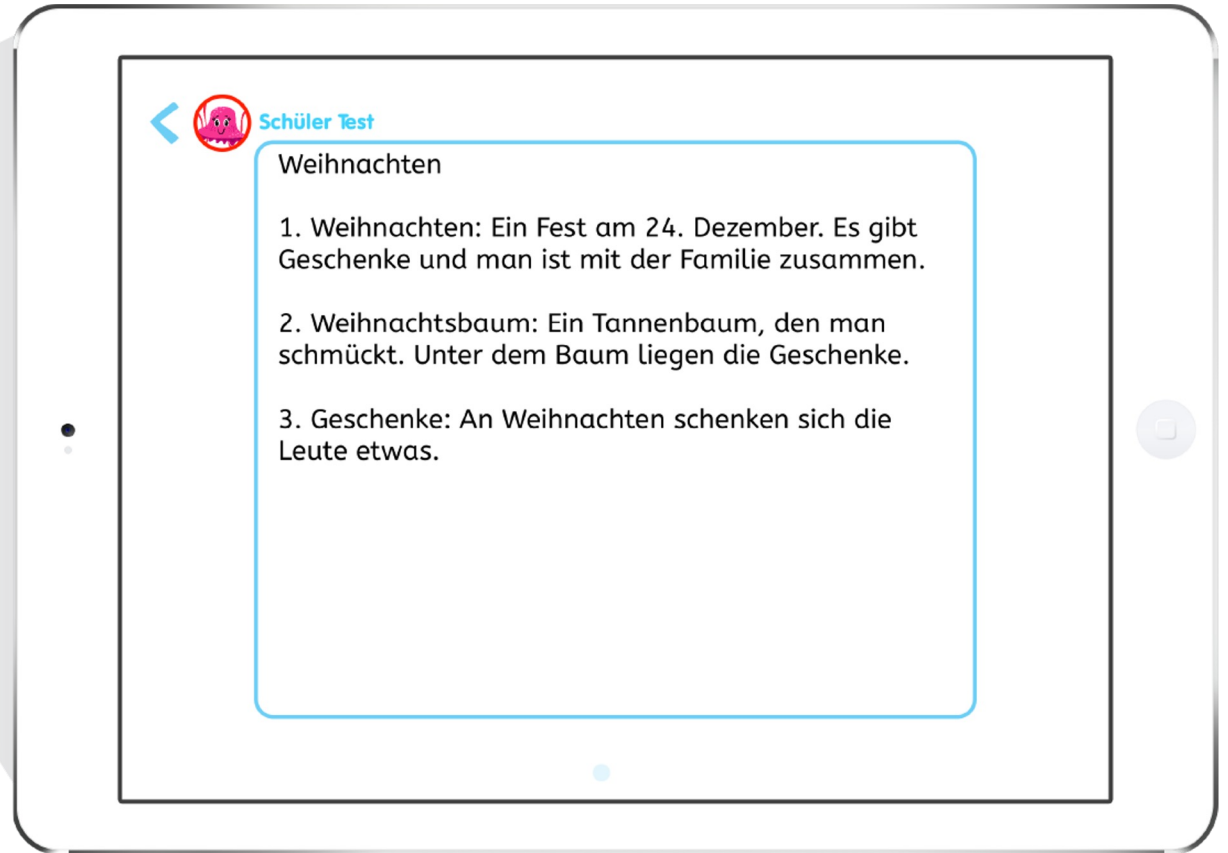 Schüler Test
Weihnachten
1. Weihnachten: Ein Fest am 24. Dezember. Es gibt
Geschenke und man ist mit der Familie zusammen.
2. Weihnachtsbaum: Ein Tannenbaum, den man
schmückt. Unter dem Baum liegen die Geschenke.
3. Geschenke: An Weihnachten schenken sich die
Leute etwas.